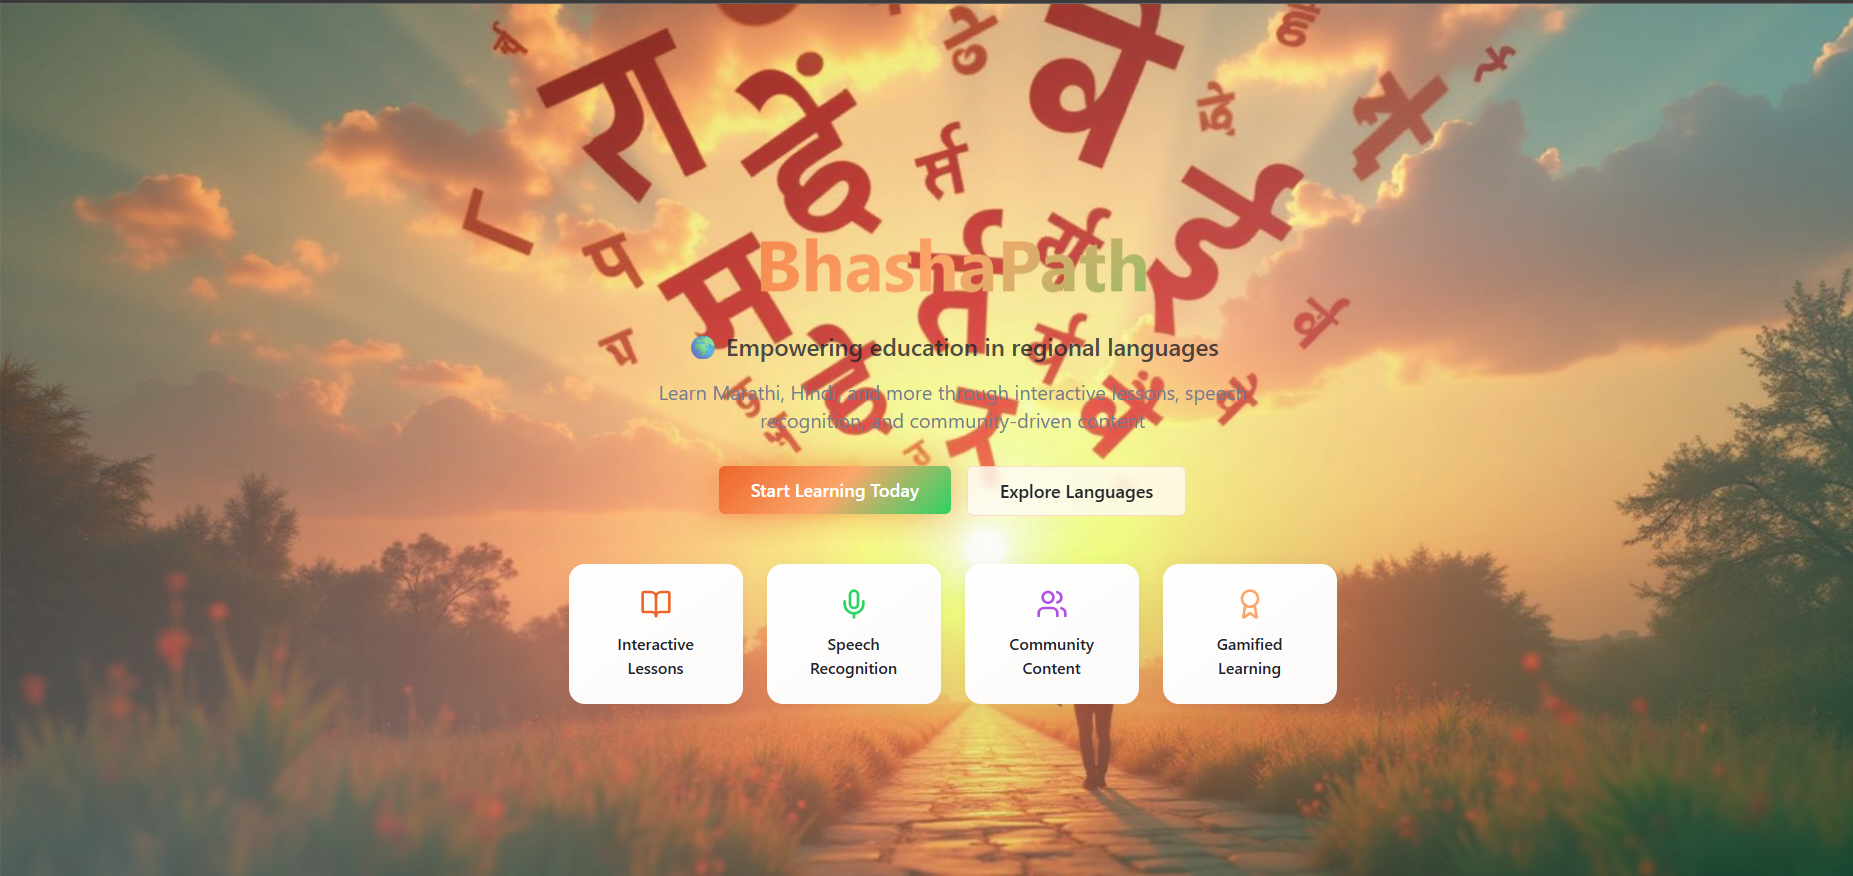 रा
डें
वे
र्स
म
र्त
ई
प
र्व
घ
डे
र्व
रे
BhashaPath
🌍 Empowering education in regional languages
Learn Marathi, Hindi, and more through interactive lessons, speech
recognition, and community-driven content
Start Learning Today
Explore Languages
Interactive
Lessons
Speech
Recognition
Community
Content
Gamified
Learning